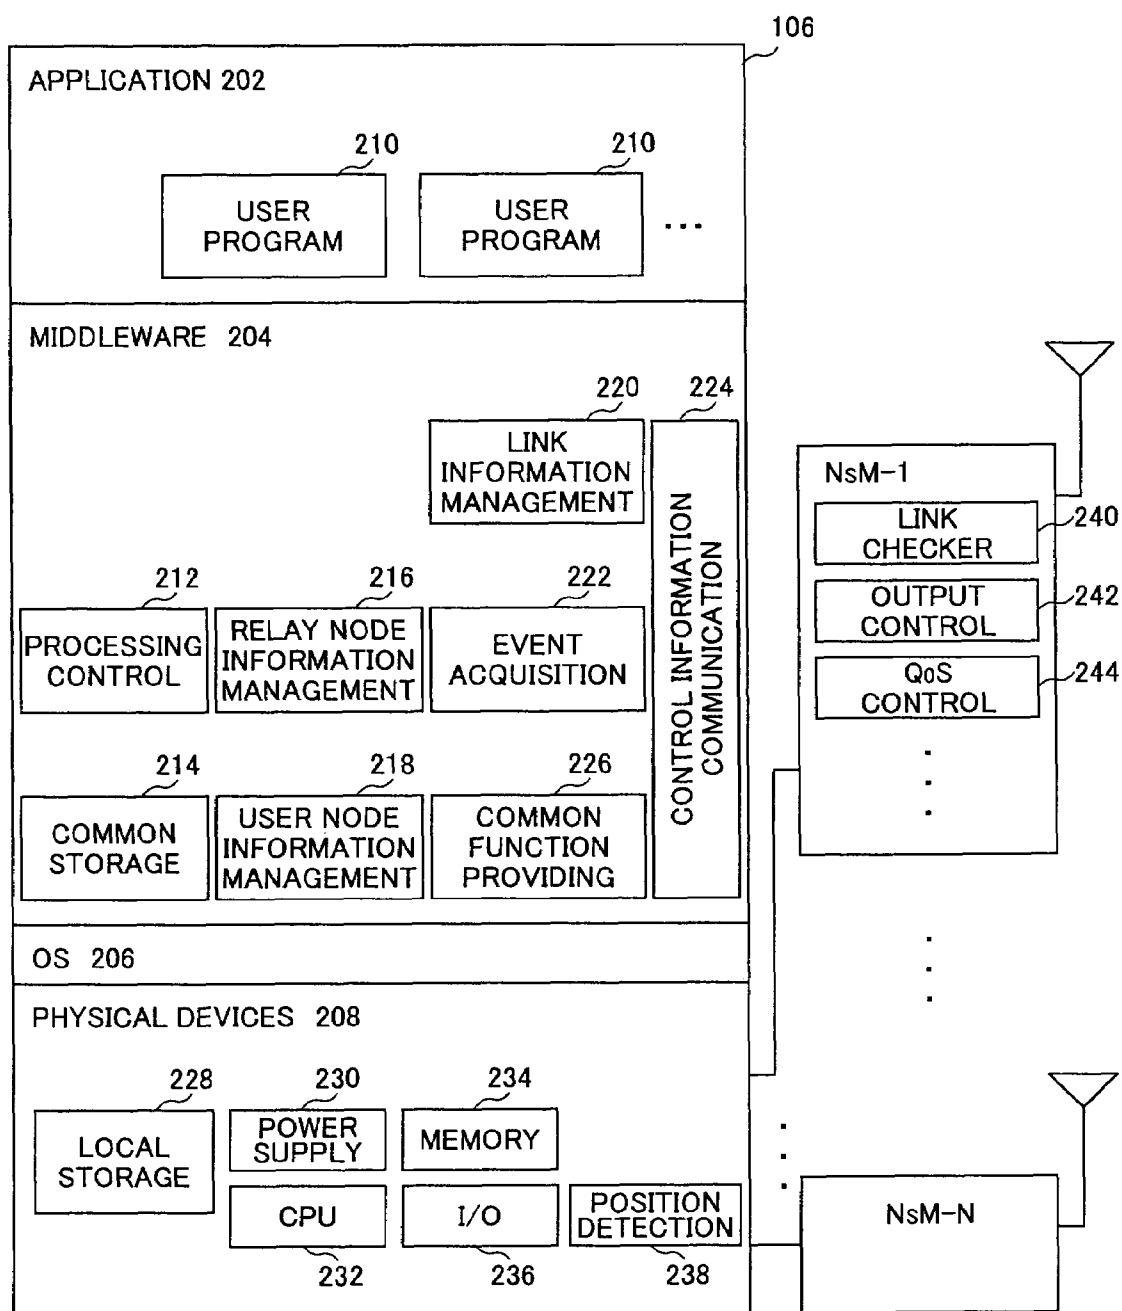 106
APPLICATION 202
210
210
USER
PROGRAM
USER
PROGRAM
...
MIDDLEWARE 204
220
224
LINK
INFORMATION
MANAGEMENT
CONTROL INFORMATION
COMMUNICATION
212
216
222
PROCESSING
CONTROL
RELAY NODE
INFORMATION
MANAGEMENT
EVENT
ACQUISITION
214
218
226
COMMON
STORAGE
USER NODE
INFORMATION
MANAGEMENT
COMMON
FUNCTION
PROVIDING
OS 206
PHYSICAL DEVICES 208
228
230
234
LOCAL
STORAGE
POWER
SUPPLY
MEMORY
CPU
I/O
POSITION
DETECTION
232
236
238
NsM-1
LINK
CHECKER
240
OUTPUT
CONTROL
242
QoS
CONTROL
244
NsM-N